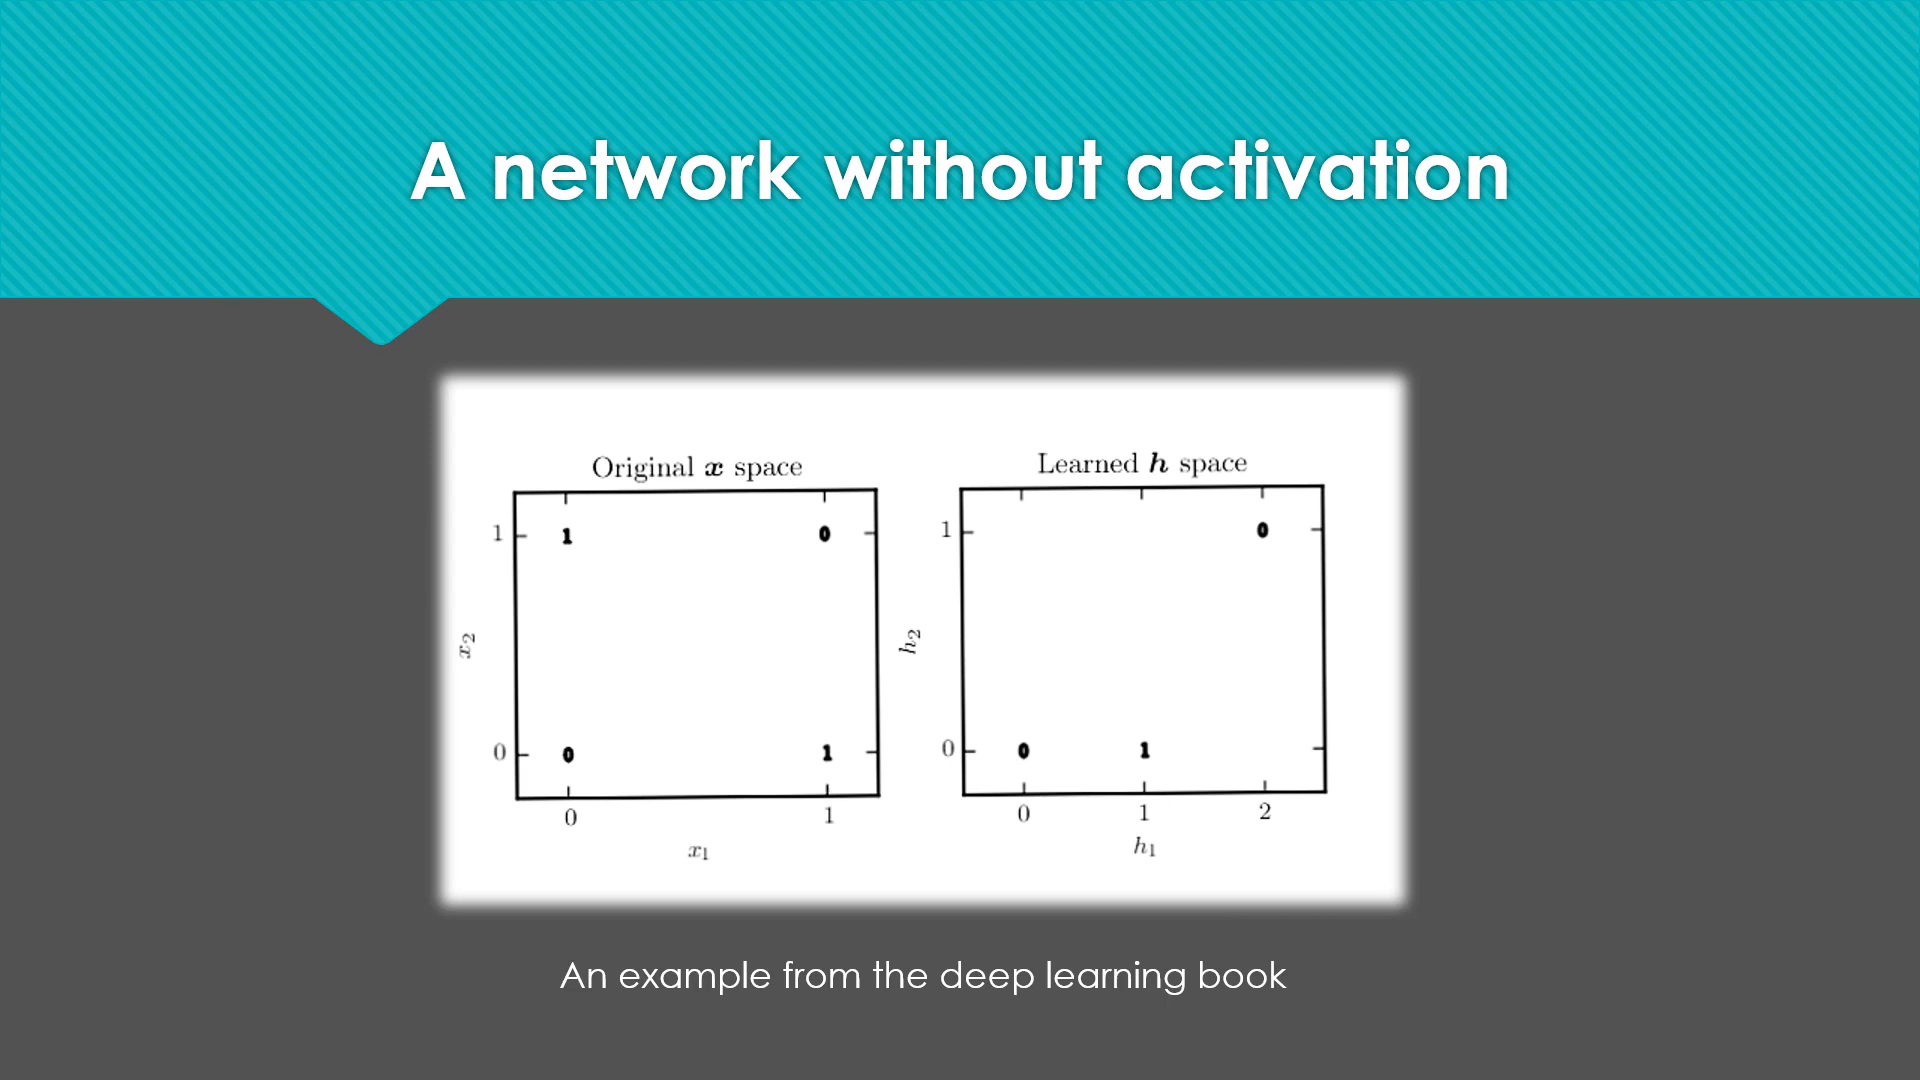 A network without activation
Original x space
1
1
0
x2
0
0
1
0
1
x1
Learned h space
1
0
h2
0
0
1
0
1
2
h1
An example from the deep learning book